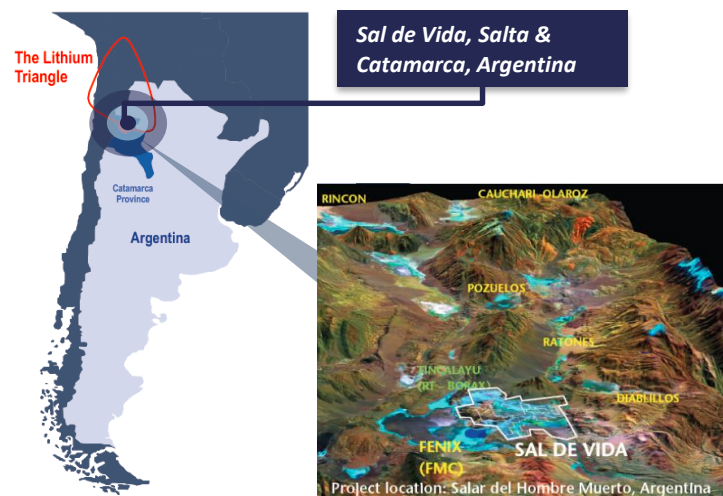 The Lithium
Triangle
Sal de Vida, Salta &
Catamarca, Argentina
Catamarca
Province
Argentina
RINCON
CAUCHARI-OLAROZ
POZUELOS
RATONES
TINCALAYU
(RT - BORAX)
DIABLILLOS
FENIX
(FMC)
SAL DE VIDA
Project location: Salar del Hombre Muerto, Argentina